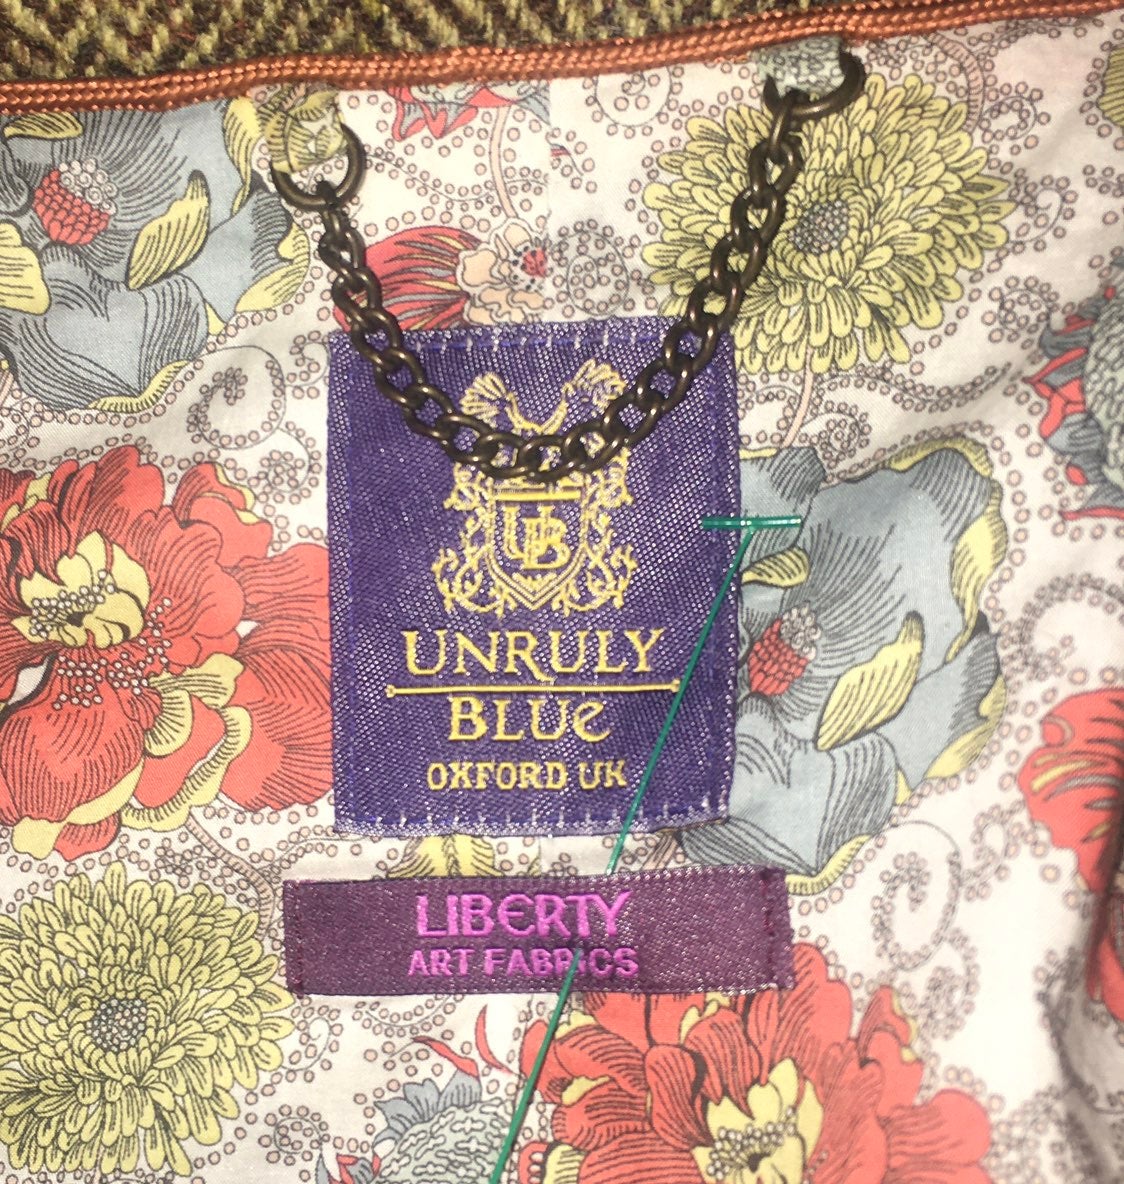 UB
UNRULY
BLUe
OXFORD UK
LIBERTY
ART FABRICS